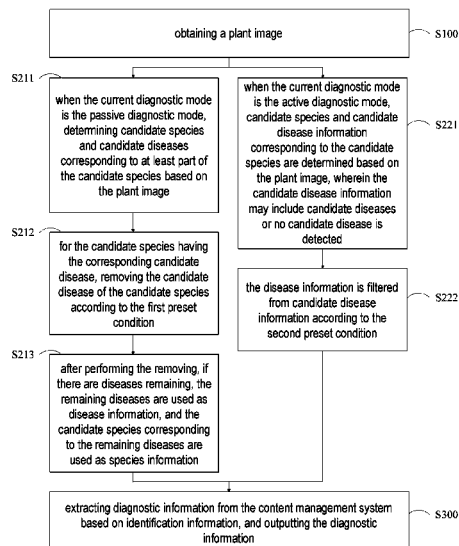 obtaining a plant image
S100
S211
when the current diagnostic mode
is the passive diagnostic mode,
determining candidate species
and candidate diseases
corresponding to at least part of
the candidate species based on
the plant image
when the current diagnostic mode
is the active diagnostic mode,
candidate species and candidate
disease information
corresponding to the candidate
species are determined based on
the plant image, wherein the
candidate disease information
may include candidate diseases
or no candidate disease is
detected
S221
S212
for the candidate species having
the corresponding candidate
disease, removing the candidate
disease of the candidate species
according to the first preset
condition
the disease information is filtered
from candidate disease
information according to the
second preset condition
S222
S213
after performing the removing, if
there are diseases remaining, the
remaining diseases are used as
disease information, and the
candidate species corresponding
to the remaining diseases are
used as species information
extracting diagnostic information from the content management system
based on identification information, and outputting the diagnostic
information
S300